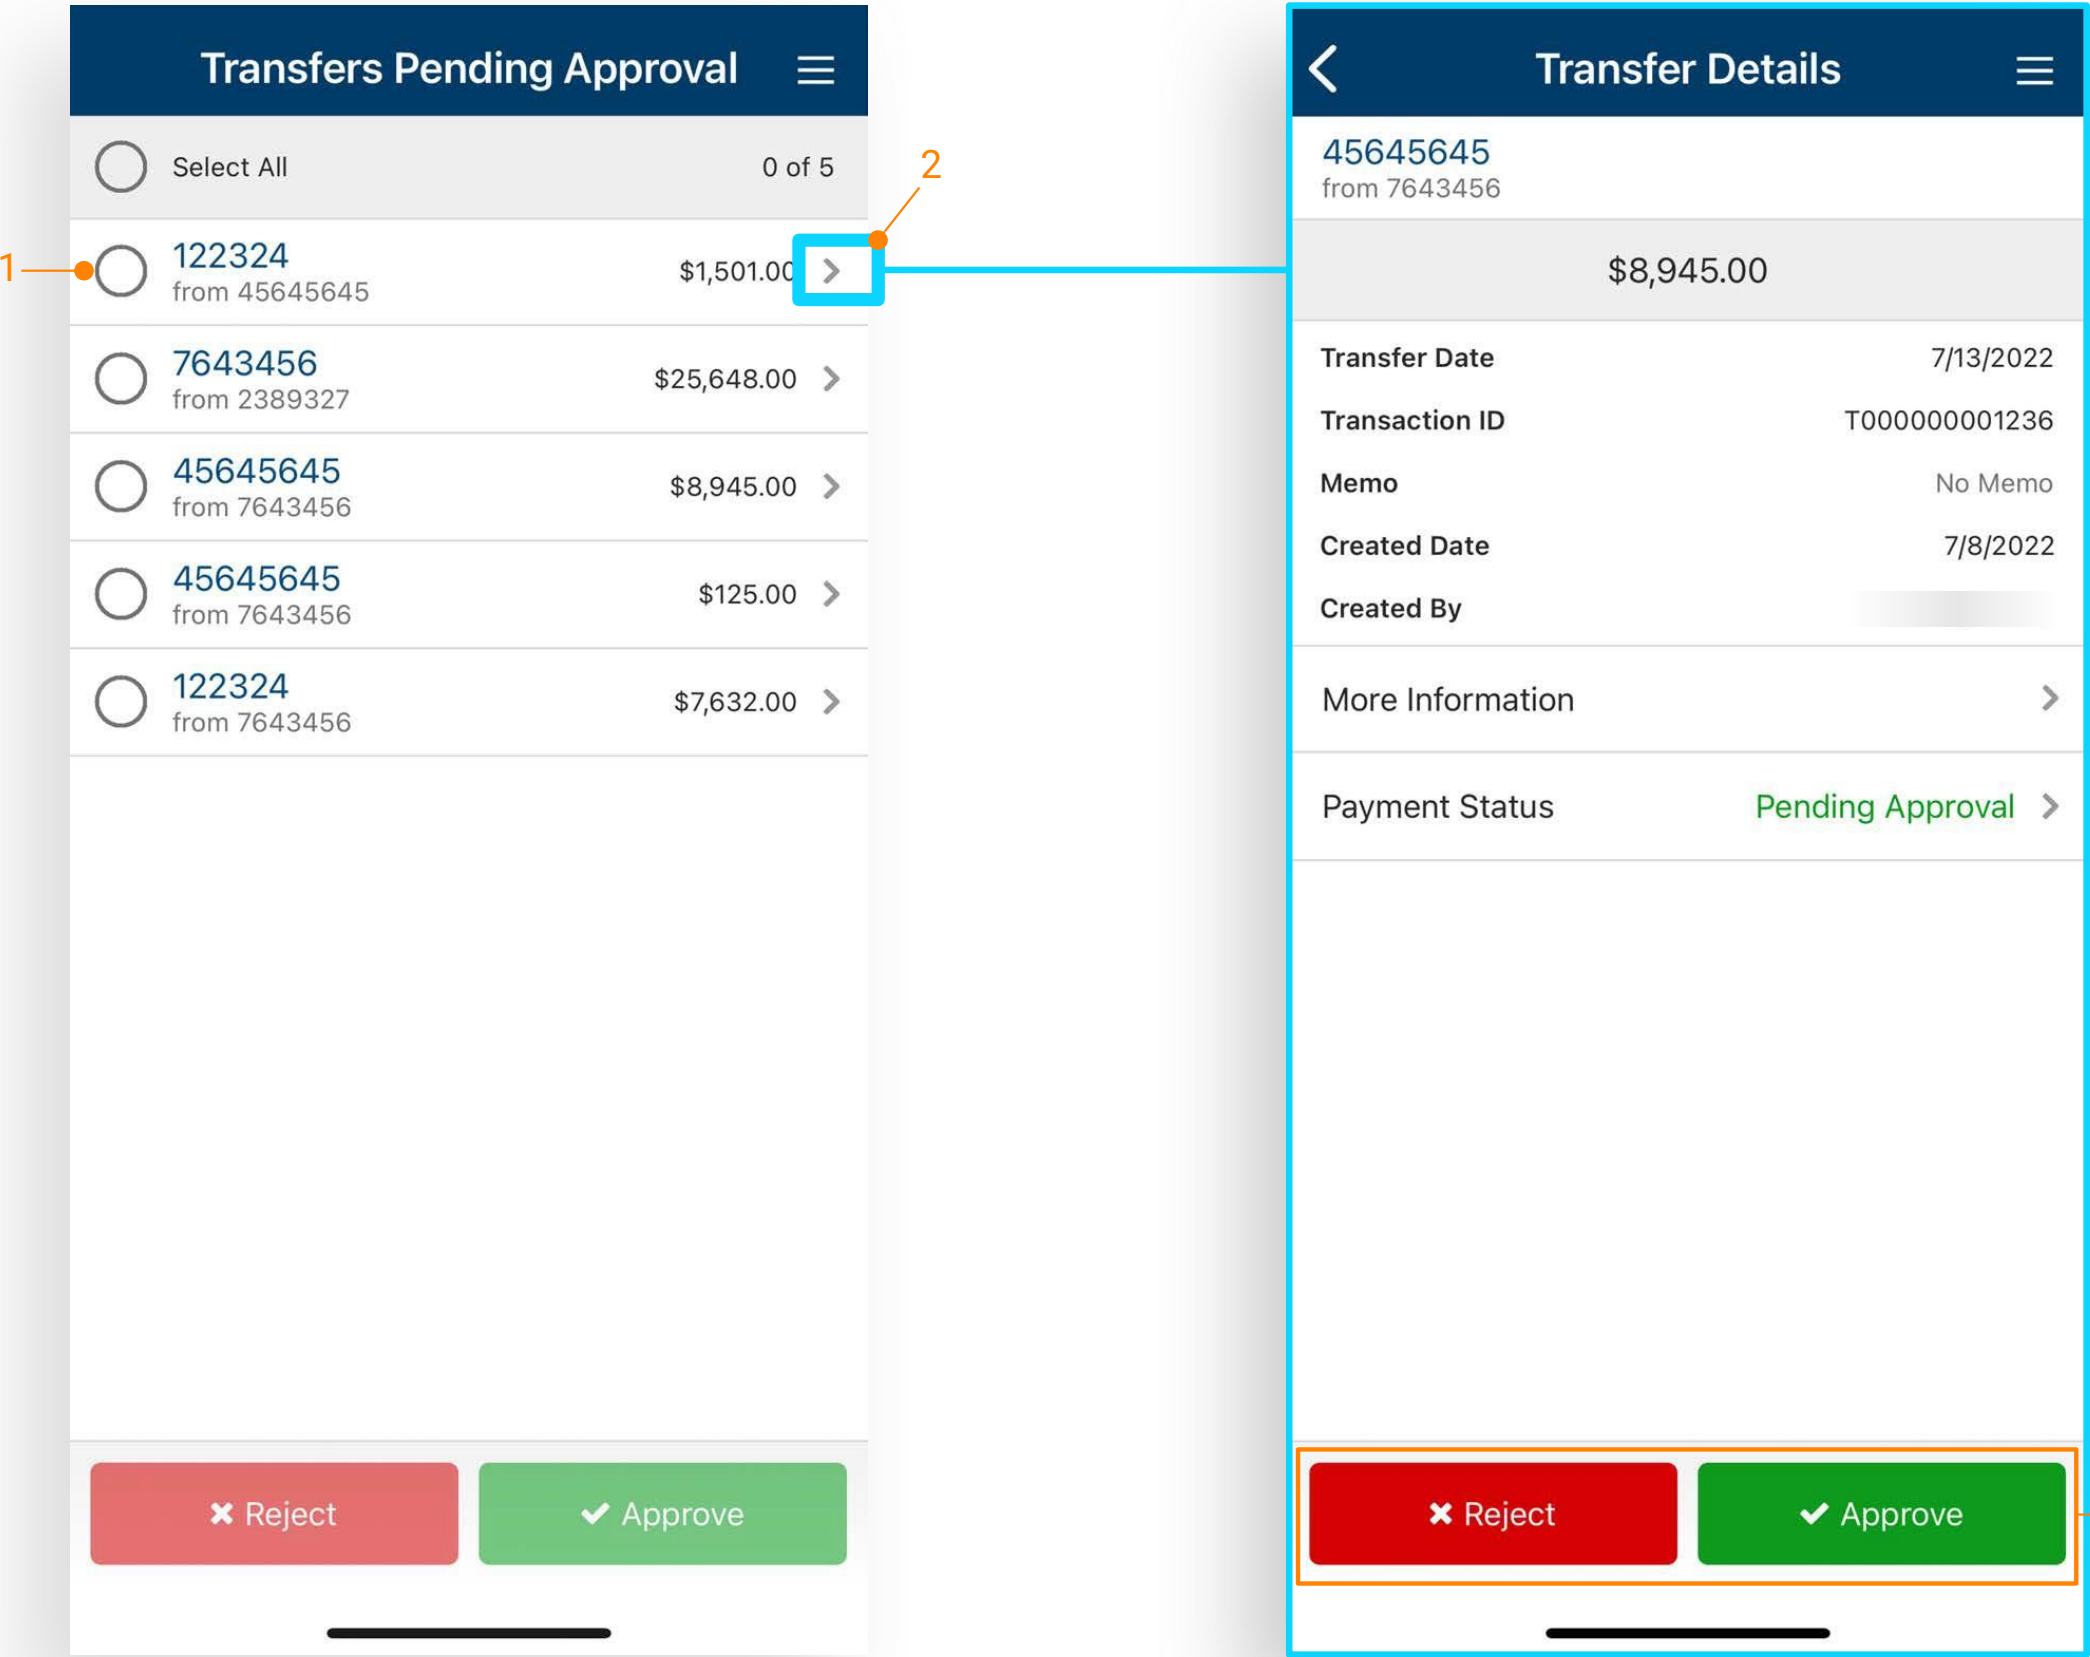 Transfers Pending Approval
Select All 0 of 5
2
1
122324
from 45645645
$1,501.00
7643456
from 2389327
$25,648.00
45645645
from 7643456
$8,945.00
45645645
from 7643456
$125.00
122324
from 7643456
$7,632.00
Reject Approve
Transfer Details
45645645
from 7643456
$8,945.00
Transfer Date 7/13/2022
Transaction ID T000000001236
Memo No Memo
Created Date 7/8/2022
Created By
More Information
Payment Status Pending Approval
Reject Approve